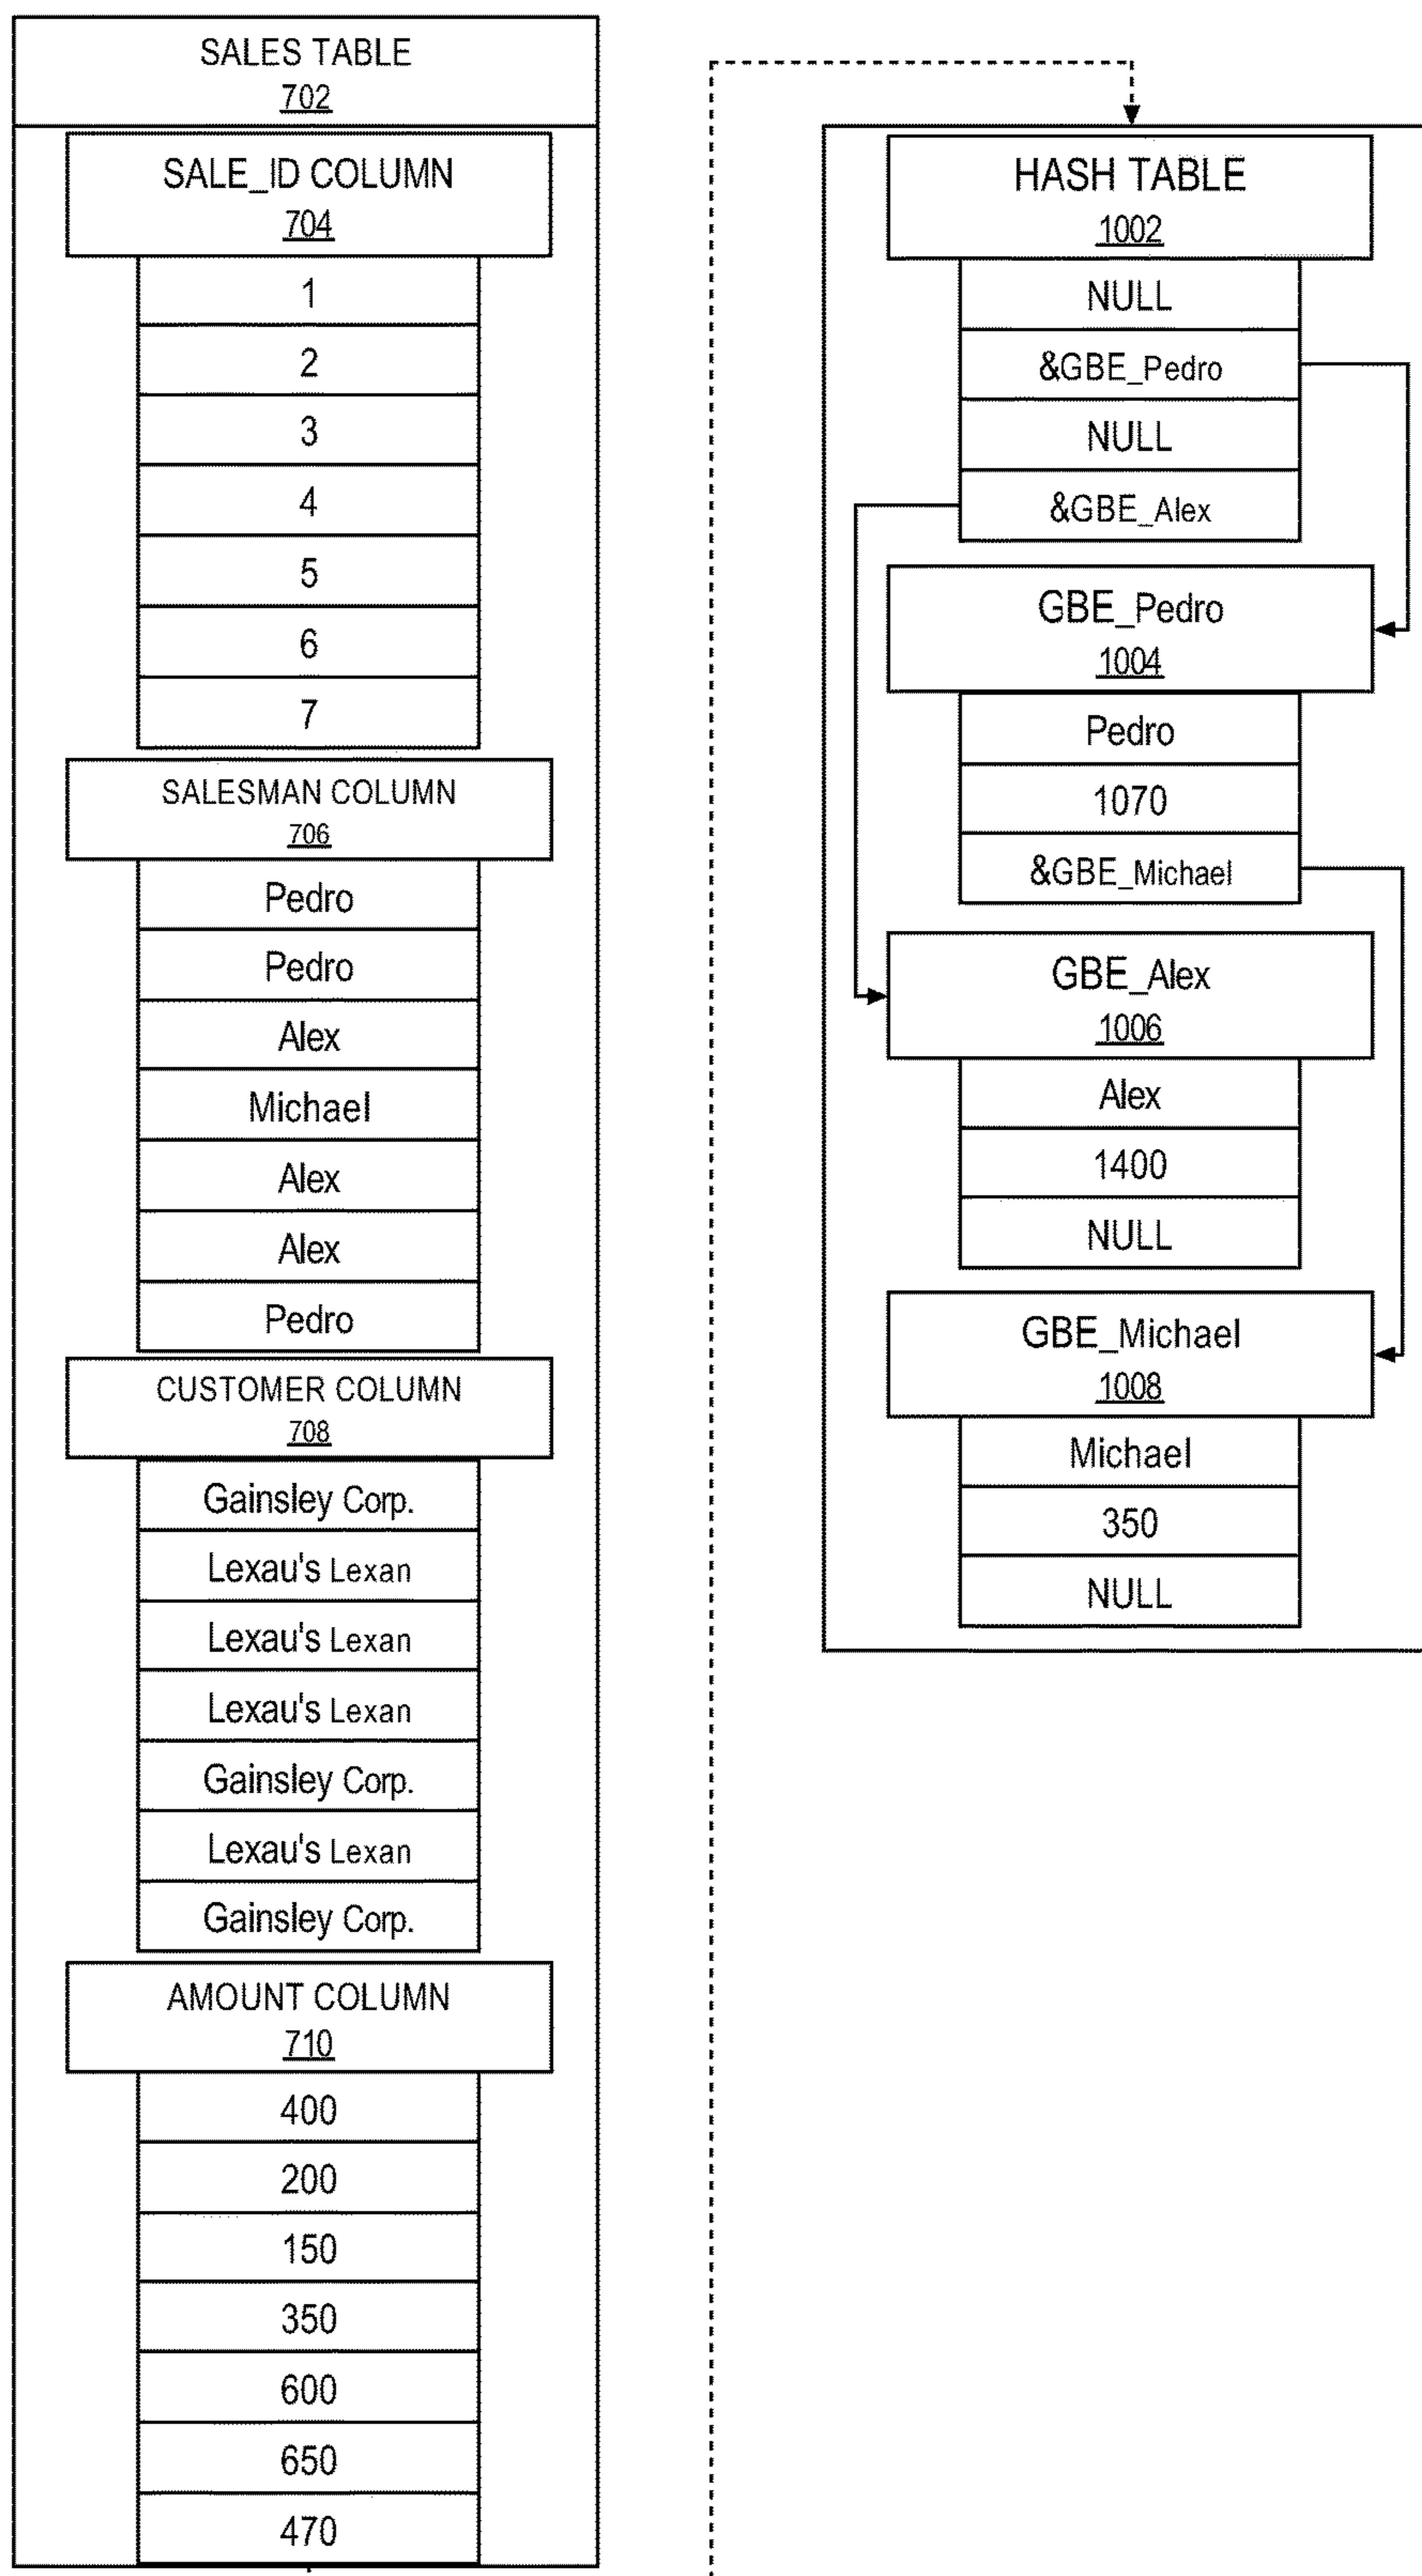 SALES TABLE
702
SALE_ID COLUMN
704
1
2
3
4
5
6
7
SALESMAN COLUMN
706
Pedro
Pedro
Alex
Michael
Alex
Alex
Pedro
CUSTOMER COLUMN
708
Gainsley Corp.
Lexau's Lexan
Lexau's Lexan
Lexau's Lexan
Gainsley Corp.
Lexau's Lexan
Gainsley Corp.
AMOUNT COLUMN
710
400
200
150
350
600
650
470
HASH TABLE
1002
NULL
&GBE_Pedro
NULL
&GBE_Alex
GBE_Pedro
1004
Pedro
1070
&GBE_Michael
GBE_Alex
1006
Alex
1400
NULL
GBE_Michael
1008
Michael
350
NULL